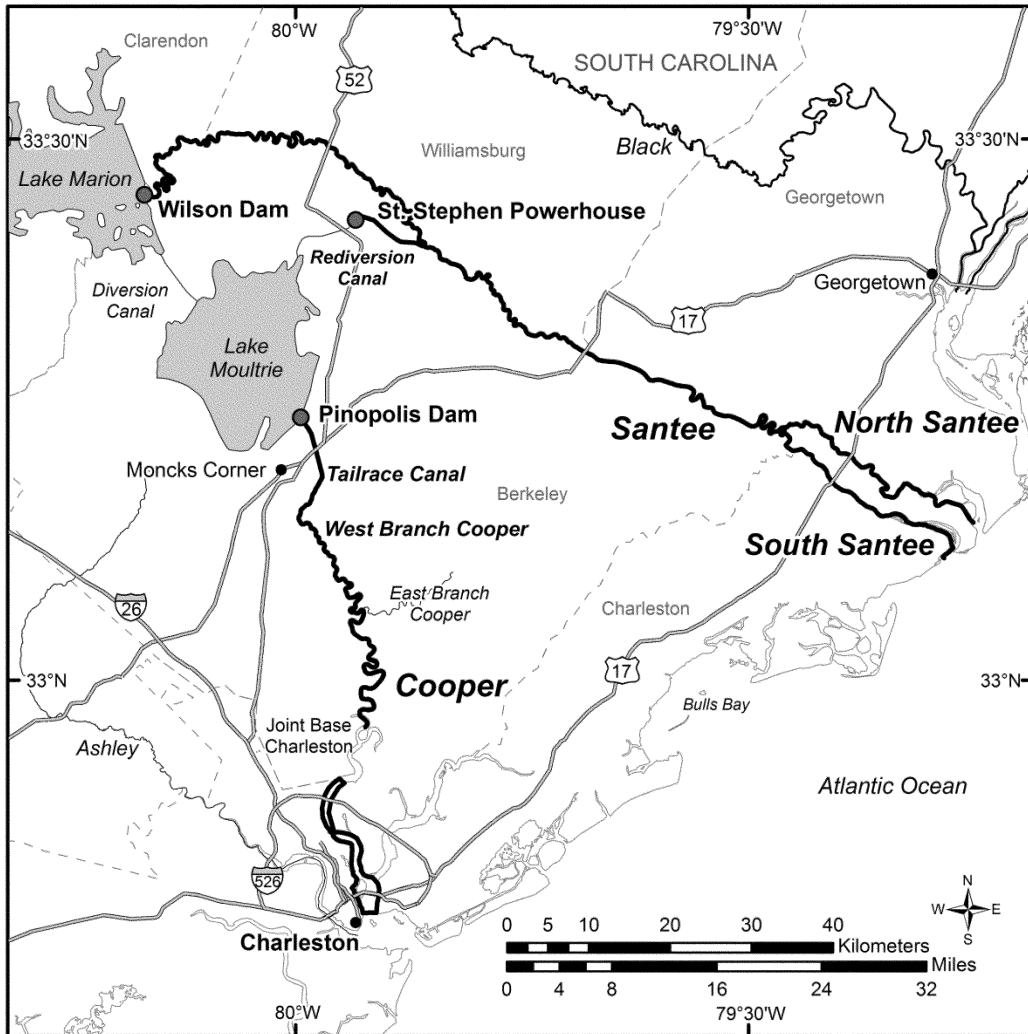 80°W
79°30'W
Clarendon
SOUTH CAROLINA
52
33°30'N
33°30'N
Black
Williamsburg
Lake Marion
Georgetown
Wilson Dam
St. Stephen Powerhouse
Rediversion
Canal
Georgetown
Diversion
Canal
17
Lake
Moultrie
Pinopolis Dam
Santee
North Santee
Moncks Corner
Tailrace Canal
Berkeley
West Branch Cooper
South Santee
East Branch
Cooper
26
Charleston
17
33°N
33°N
Cooper
Bulls Bay
Joint Base
Charleston
Ashley
Atlantic Ocean
526
N
W E
S
0 5 10 20 30 40
Kilometers
Miles
0 4 8 16 24 32
Charleston
80°W
79°30'W